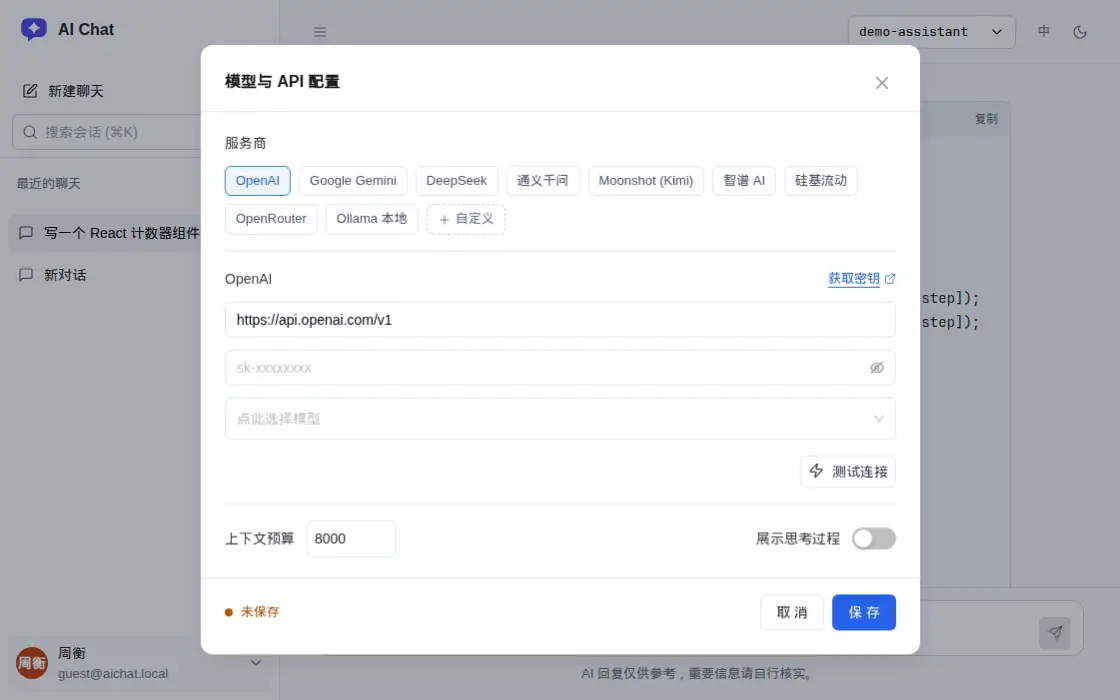 AI Chat
demo-assistant
中
新建聊天
搜索会话 (⌘K)
最近的聊天
写一个 React 计数器组件
新对话
复制
step]);
step]);
模型与 API 配置
服务商
OpenAI
Google Gemini
DeepSeek
通义千问
Moonshot (Kimi)
智谱 AI
硅基流动
OpenRouter
Ollama 本地
+ 自定义
OpenAI
获取密钥
https://api.openai.com/v1
sk-xxxxxxxx
点此选择模型
测试连接
上下文预算
8000
展示思考过程
未保存
取 消
保 存
周衡
周衡
guest@aichat.local
AI 回复仅供参考，重要信息请自行核实。